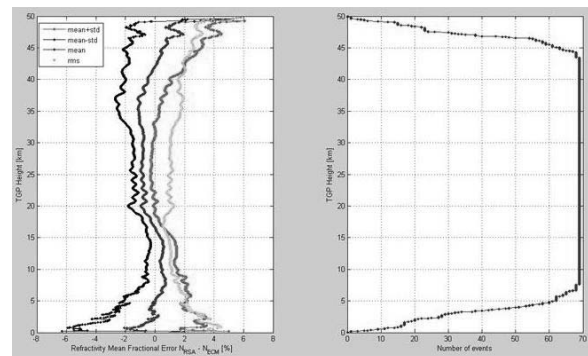 mean+std
mean-std
mean
rms
TGP Height [km]
50
45
40
35
30
25
20
15
10
5
0
-8 -6 -4 -2 0 2 4 6 8
Refractivity Mean Fractional Error N_RSA - N_ECM [%]
TGP Height [km]
50
45
40
35
30
25
20
15
10
5
0
0 10 20 30 40 50 60 70
Number of events